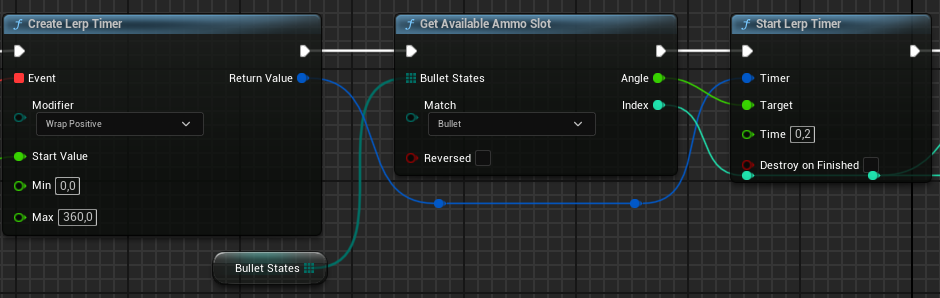 Create Lerp Timer
Event
Return Value
Modifier
Wrap Positive
Start Value
Min 0,0
Max 360,0
Get Available Ammo Slot
Bullet States
Angle
Match
Index
Bullet
Reversed
Start Lerp Timer
Timer
Target
Time 0,2
Destroy on Finished
Bullet States